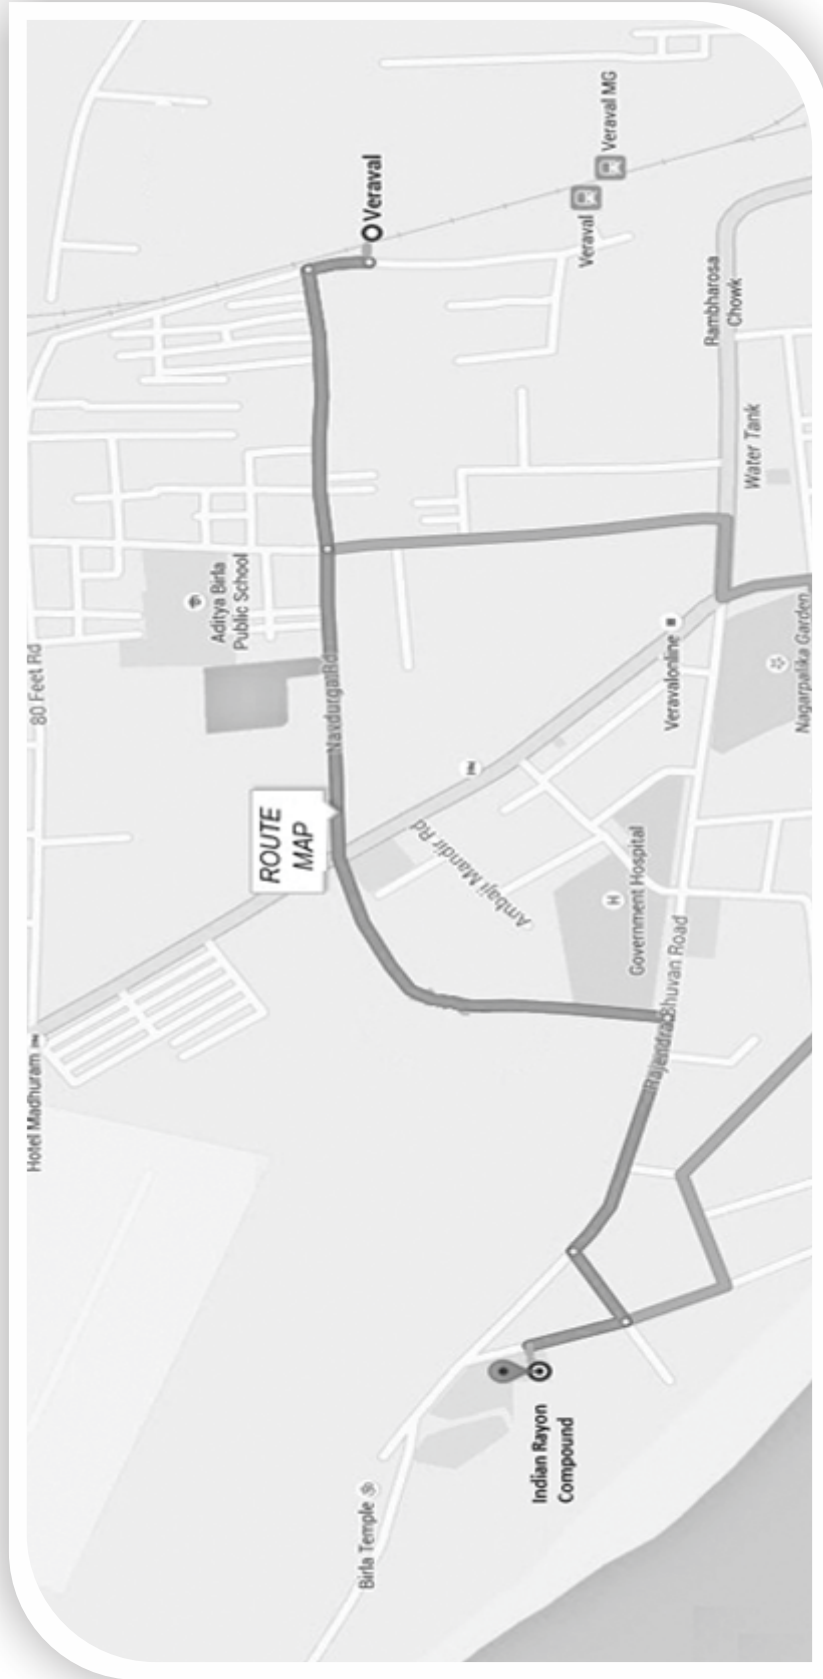 Hotel Madhuram
80 Feet Rd
Birla Temple
ROUTE
MAP
Aditya Birla
Public School
Navdurga Rd
Veraval
Ambaji Mandir Rd
Indian Rayon
Compound
Government Hospital
H
Rajendra Bhuvan Road
Veravalonline
Veraval
Veraval MG
Rambharosa
Chowk
Water Tank
Nagarpalika Garden